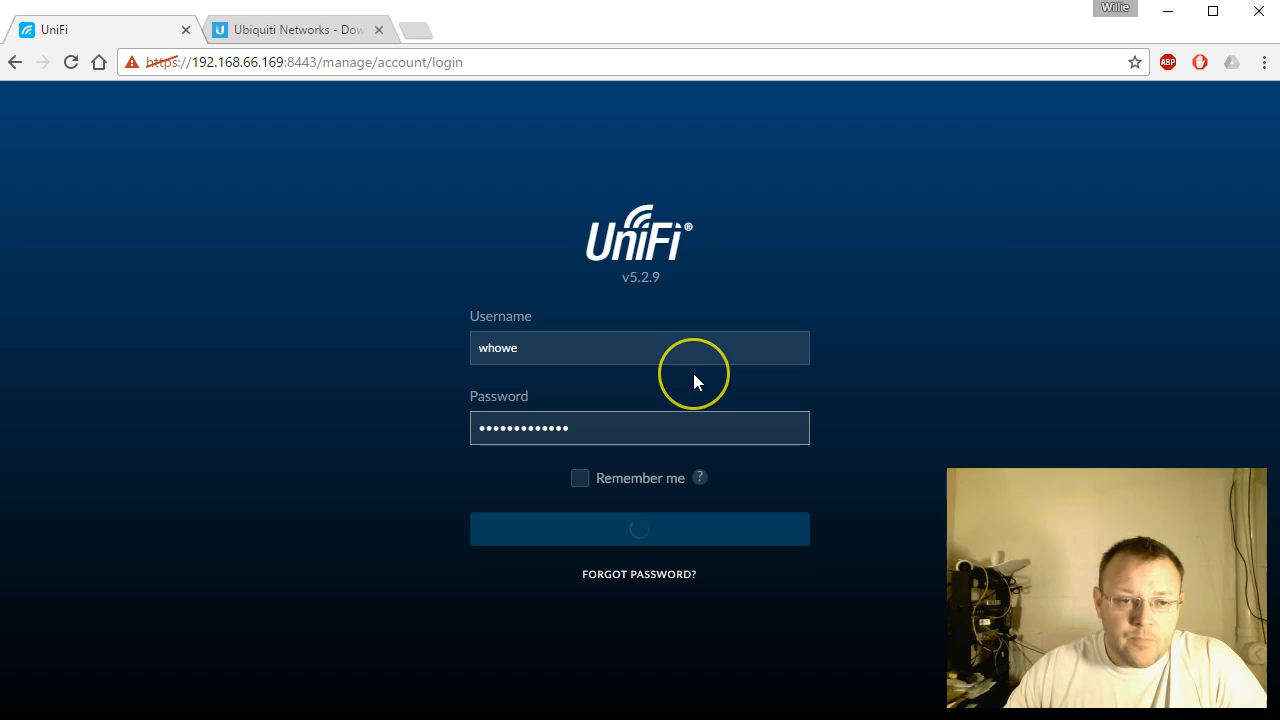 Willie
UniFi
Ubiquiti Networks - Dow
https://192.168.66.169:8443/manage/account/login
ABP
UniFi®
v5.2.9
Username
whowe
Password
•••••••••••••
Remember me ?
FORGOT PASSWORD?